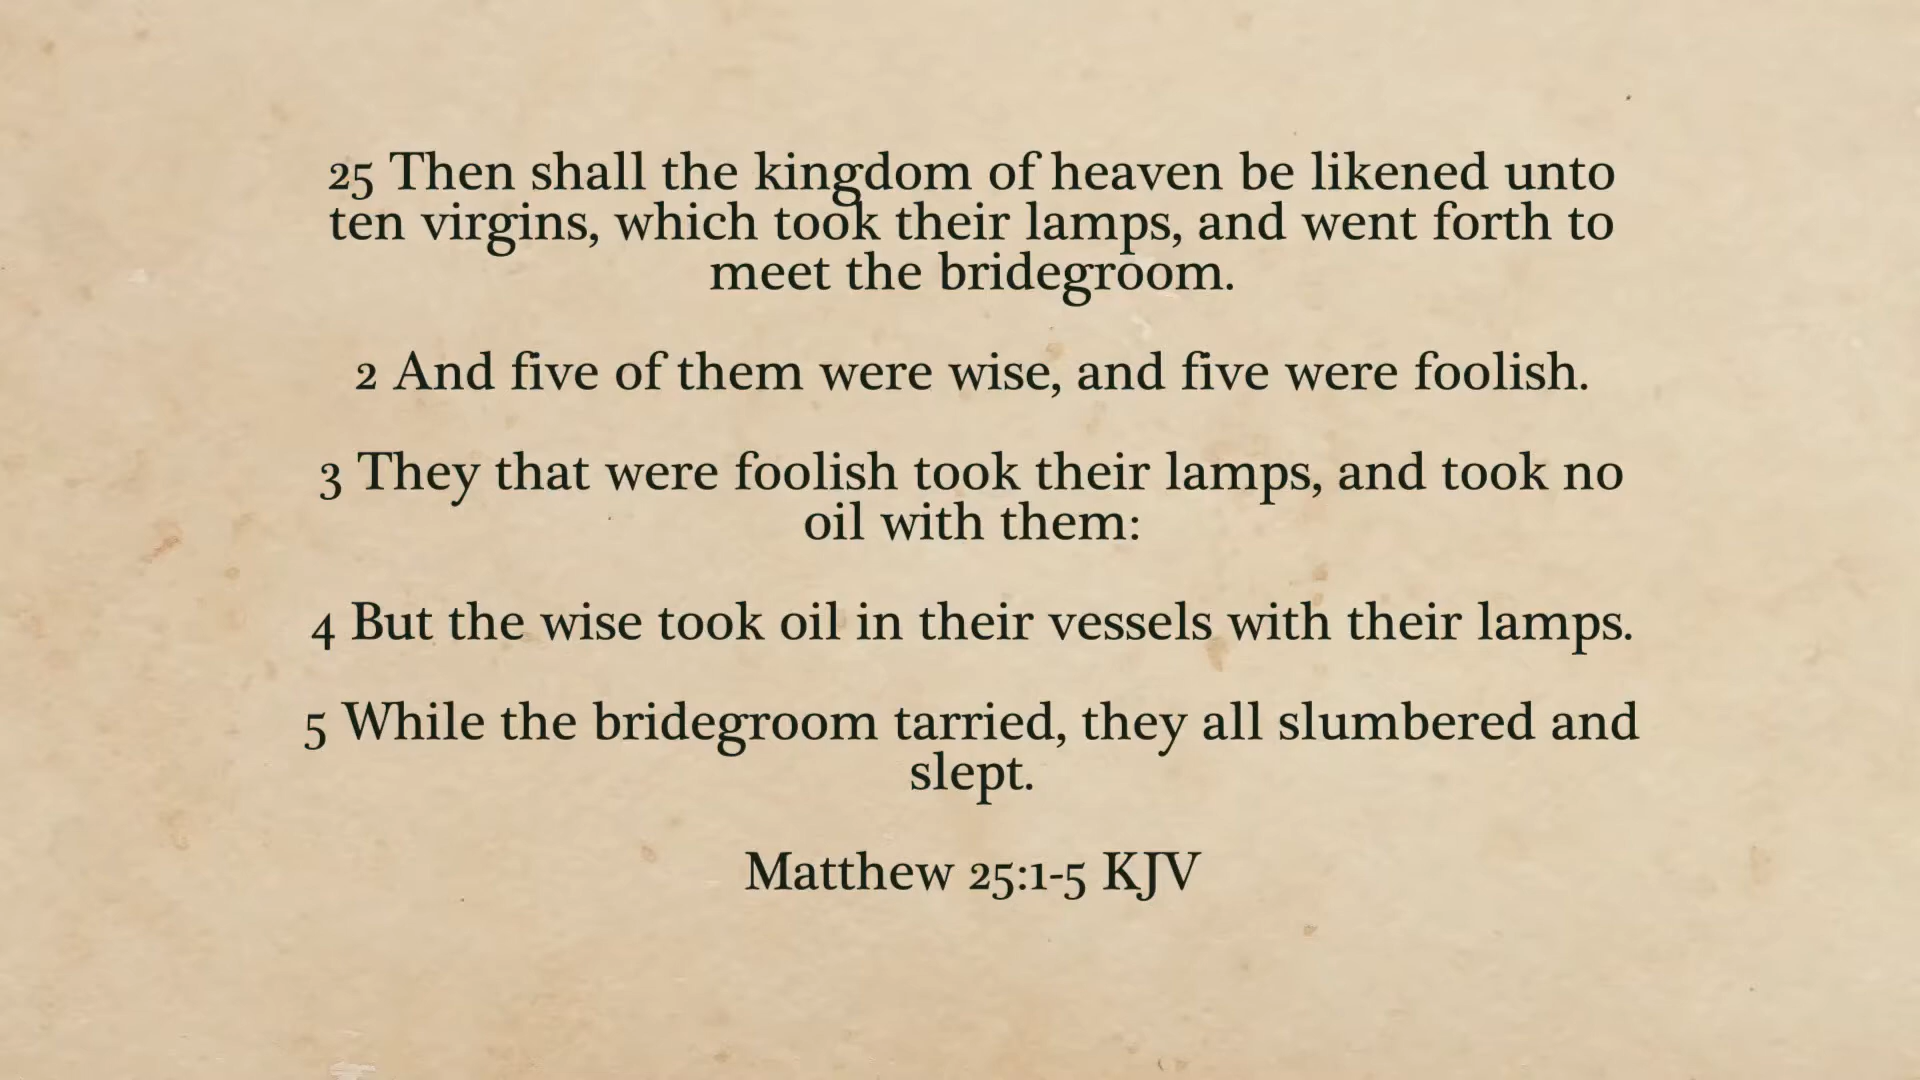 25 Then shall the kingdom of heaven be likened unto
ten virgins, which took their lamps, and went forth to
meet the bridegroom.
2 And five of them were wise, and five were foolish.
3 They that were foolish took their lamps, and took no
oil with them:
4 But the wise took oil in their vessels with their lamps.
5 While the bridegroom tarried, they all slumbered and
slept.
Matthew 25:1-5 KJV